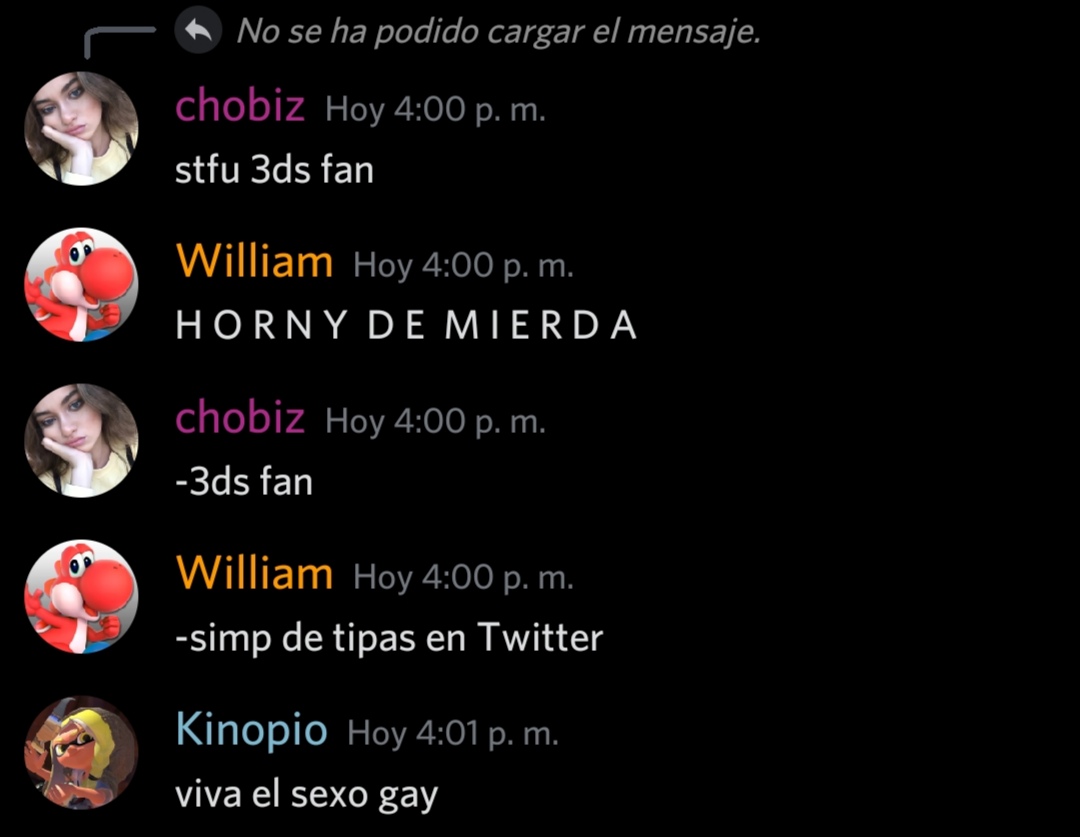 No se ha podido cargar el mensaje.
chobiz Hoy 4:00 p. m.
stfu 3ds fan
William Hoy 4:00 p. m.
H O R N Y D E M I E R D A
chobiz Hoy 4:00 p. m.
-3ds fan
William Hoy 4:00 p. m.
-simp de tipas en Twitter
Kinopio Hoy 4:01 p. m.
viva el sexo gay